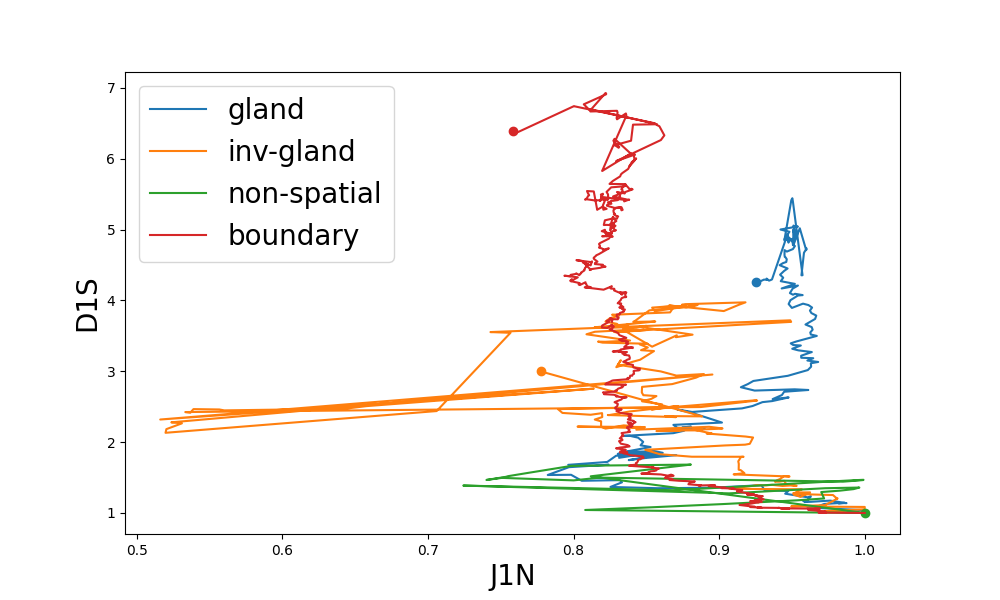 7
6
5
4
3
2
1
D1S
gland
inv-gland
non-spatial
boundary
0.5 0.6 0.7 0.8 0.9 1.0
J1N